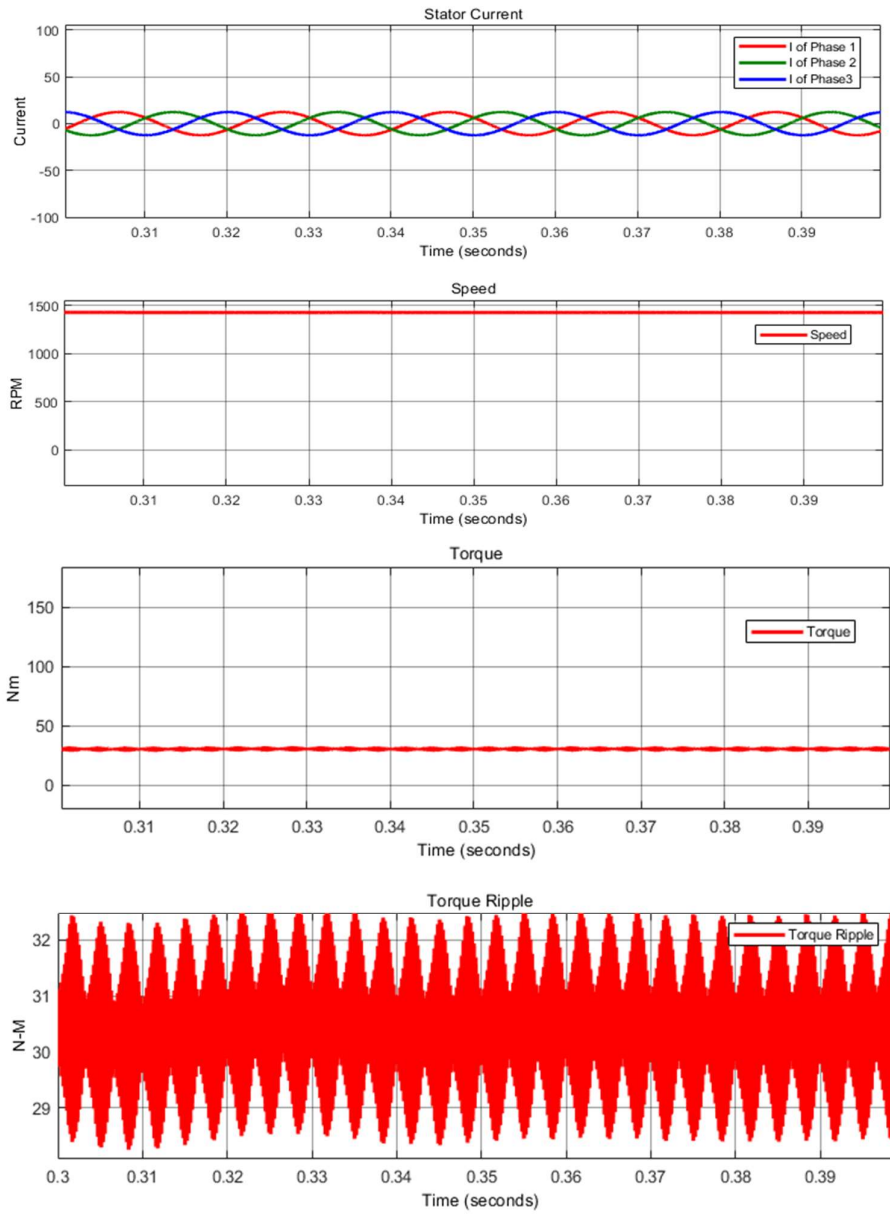 Stator Current
100
50
0
-50
-100
Current
I of Phase 1
I of Phase 2
I of Phase3
0.31 0.32 0.33 0.34 0.35 0.36 0.37 0.38 0.39
Time (seconds)
Speed
1500
1000
500
0
RPM
Speed
0.31 0.32 0.33 0.34 0.35 0.36 0.37 0.38 0.39
Time (seconds)
Torque
150
100
50
0
Nm
Torque
0.31 0.32 0.33 0.34 0.35 0.36 0.37 0.38 0.39
Time (seconds)
Torque Ripple
32
31
30
29
N-M
Torque Ripple
0.3 0.31 0.32 0.33 0.34 0.35 0.36 0.37 0.38 0.39
Time (seconds)